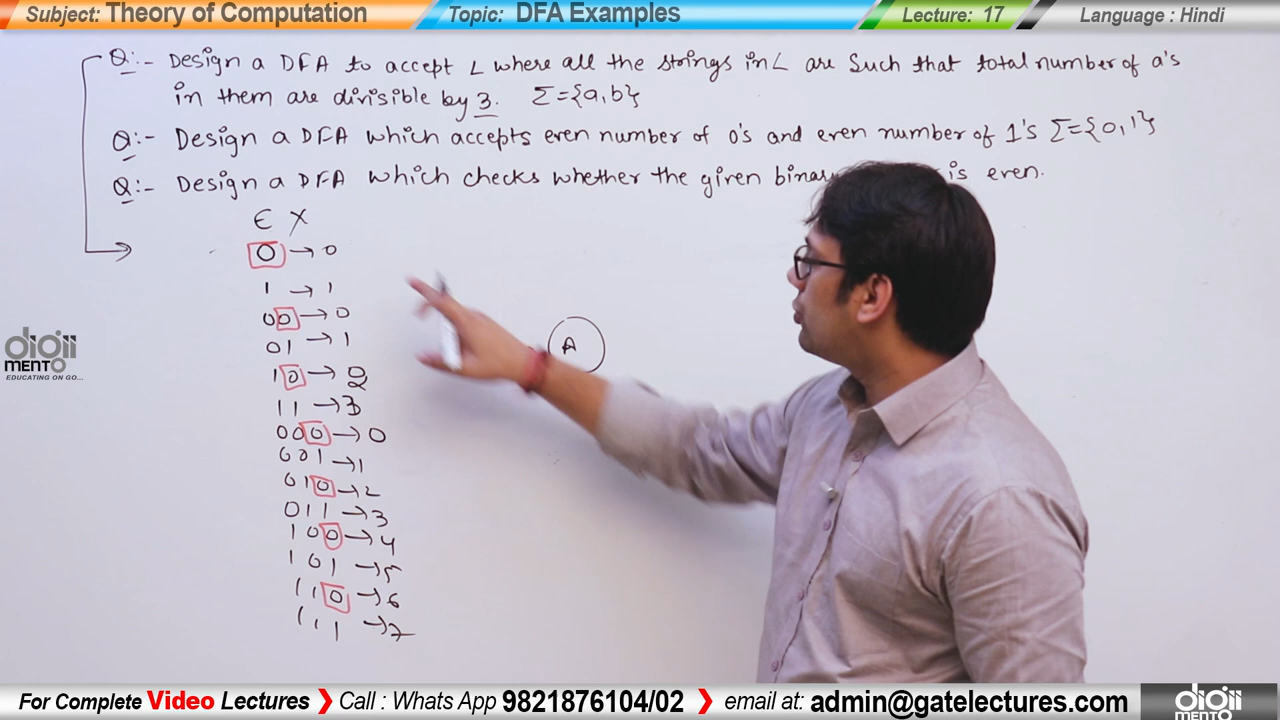 Subject: Theory of Computation Topic: DFA Examples Lecture: 17 Language : Hindi
Q:- Design a DFA to accept L where all the strings in L are Such that total number of a's
in them are divisible by 3. Σ={a,b}
Q:- Design a DFA which accepts even number of 0's and even number of 1's Σ={0,1}
Q:- Design a DFA which checks whether the given is even.
ϵ X
0 → 0
1 → 1
00 → 0
01 → 1
A
10 → 2
11 → 3
000 → 0
001 → 1
010 → 2
011 → 3
100 → 4
101 → 5
110 → 6
111 → 7
digii
MENTO
EDUCATING ON GO...
For Complete Video Lectures ❯ Call : Whats App 9821876104/02 ❯ email at: admin@gatelectures.com
digii
MENTO